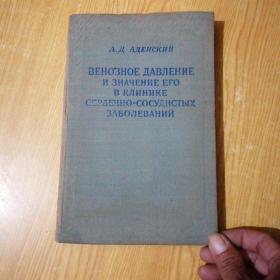 А. Д. АДЕНСКИЙ
ВЕНОЗНОЕ ДАВЛЕНИЕ
И ЗНАЧЕНИЕ ЕГО
В КЛИНИКЕ
СЕРДЕЧНО-СОСУДИСТЫХ
ЗАБОЛЕВАНИЙ